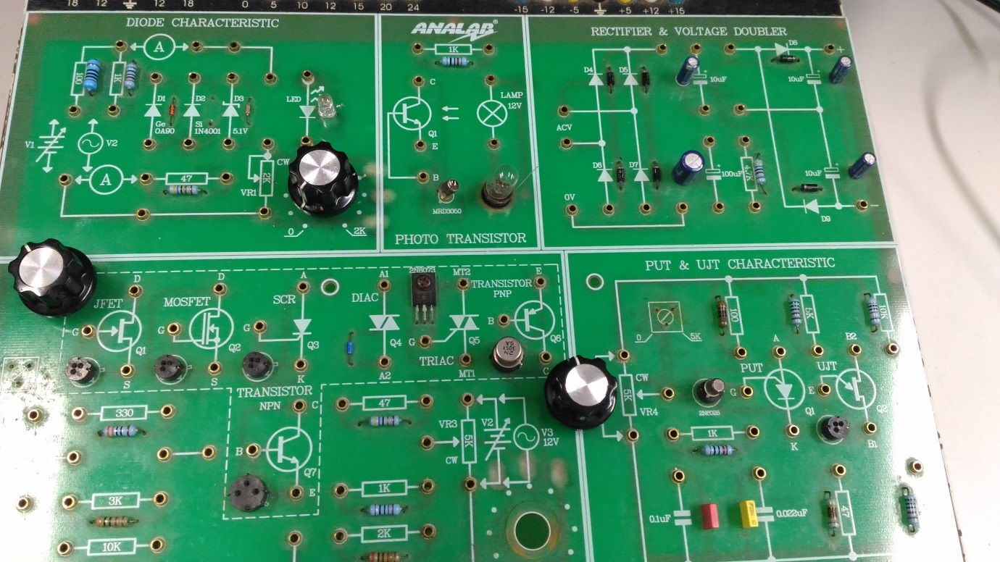 18 12 18 0 5 10 12 15 20 24 -15 -12 -5 +5 +12 +15
DIODE CHARACTERISTIC
A
100
1K
D1
D2
D3
Ge
OA90
Si
1N4001
5.1V
LED
V1
V2
A
47
CW
2K
VR1
0
2K
ANALAB®
1K
C
LAMP
12V
Q1
E
B
MRD3050
PHOTO TRANSISTOR
RECTIFIER & VOLTAGE DOUBLER
D4
D5
10uF
10uF
+
ACV
D6
D7
100uF
4.7K
10uF
0V
D9
-
JFET
D
G
Q1
S
MOSFET
D
G
Q2
S
SCR
A
G
Q3
K
DIAC
A1
Q4
A2
2N6073
MT2
G
Q5
TRIAC
MT1
TRANSISTOR
PNP
E
B
Q6
C
TRANSISTOR
NPN
C
B
Q7
E
330
3K
10K
47
1K
2K
VR3
5K
CW
V2
V3
12V
PUT & UJT CHARACTERISTIC
0
5K
100
5K
10K
CW
5K
VR4
PUT
A
G
Q1
K
UJT
B2
E
Q2
B1
1K
0.1uF
0.022uF
47